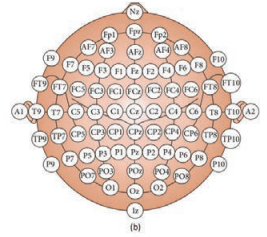 Nz
Fp1 Fpz Fp2
AF7 AF3 AFz AF4 AF8
F9 F7 F5 F3 F1 Fz F2 F4 F6 F8 F10
FT9 FT7 FC5 FC3 FC1 FCz FC2 FC4 FC6 FT8 FT10
A1 T9 T7 C5 C3 C1 Cz C2 C4 C6 T8 T10 A2
TP9 TP7 CP5 CP3 CP1 CPz CP2 CP4 CP6 TP8 TP10
P9 P7 P5 P3 P1 Pz P2 P4 P6 P8 P10
PO7 PO3 POz PO4 PO8
O1 Oz O2
Iz
(b)